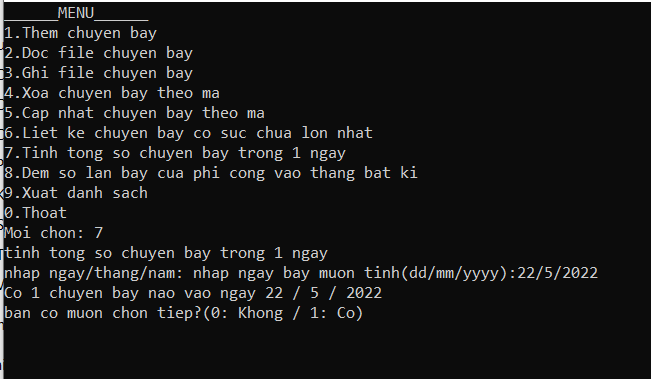 ______MENU______
1.Them chuyen bay
2.Doc file chuyen bay
3.Ghi file chuyen bay
4.Xoa chuyen bay theo ma
5.Cap nhat chuyen bay theo ma
6.Liet ke chuyen bay co suc chua lon nhat
7.Tinh tong so chuyen bay trong 1 ngay
8.Dem so lan bay cua phi cong vao thang bat ki
9.Xuat danh sach
0.Thoat
Moi chon: 7
tinh tong so chuyen bay trong 1 ngay
nhap ngay/thang/nam: nhap ngay bay muon tinh(dd/mm/yyyy):22/5/2022
Co 1 chuyen bay nao vao ngay 22 / 5 / 2022
ban co muon chon tiep?(0: Khong / 1: Co)